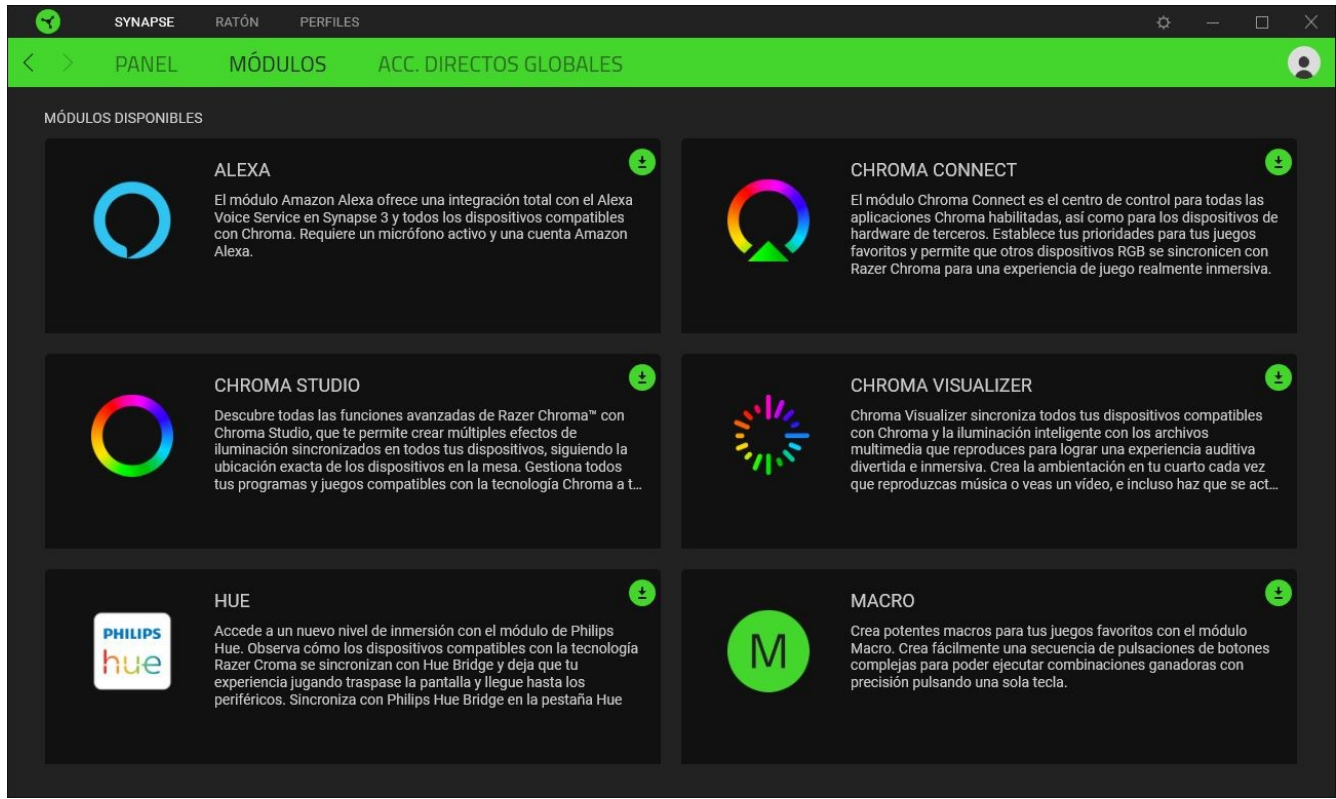 SYNAPSE RATÓN PERFILES
PANEL MÓDULOS ACC. DIRECTOS GLOBALES
MÓDULOS DISPONIBLES
ALEXA
El módulo Amazon Alexa ofrece una integración total con el Alexa
Voice Service en Synapse 3 y todos los dispositivos compatibles
con Chroma. Requiere un micrófono activo y una cuenta Amazon
Alexa.
CHROMA CONNECT
El módulo Chroma Connect es el centro de control para todas las
aplicaciones Chroma habilitadas, así como para los dispositivos de
hardware de terceros. Establece tus prioridades para tus juegos
favoritos y permite que otros dispositivos RGB se sincronicen con
Razer Chroma para una experiencia de juego realmente inmersiva.
CHROMA STUDIO
Descubre todas las funciones avanzadas de Razer Chroma™ con
Chroma Studio, que te permite crear múltiples efectos de
iluminación sincronizados en todos tus dispositivos, siguiendo la
ubicación exacta de los dispositivos en la mesa. Gestiona todos
tus programas y juegos compatibles con la tecnología Chroma a t...
CHROMA VISUALIZER
Chroma Visualizer sincroniza todos tus dispositivos compatibles
con Chroma y la iluminación inteligente con los archivos
multimedia que reproduces para lograr una experiencia auditiva
divertida e inmersiva. Crea la ambientación en tu cuarto cada vez
que reproduzcas música o veas un vídeo, e incluso haz que se act...
PHILIPS
hue
HUE
Accede a un nuevo nivel de inmersión con el módulo de Philips
Hue. Observa cómo los dispositivos compatibles con la tecnología
Razer Croma se sincronizan con Hue Bridge y deja que tu
experiencia jugando traspase la pantalla y llegue hasta los
periféricos. Sincroniza con Philips Hue Bridge en la pestaña Hue
M
MACRO
Crea potentes macros para tus juegos favoritos con el módulo
Macro. Crea fácilmente una secuencia de pulsaciones de botones
complejas para poder ejecutar combinaciones ganadoras con
precisión pulsando una sola tecla.